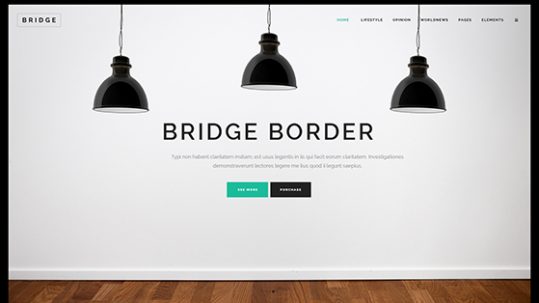 BRIDGE
HOME LIFESTYLE OPINION WORLDNEWS PAGES ELEMENTS
BRIDGE BORDER
Typi non habent claritatem insitam est usus legentis in iis qui facit eorum claritatem. Investigationes
demonstraverunt lectores legere me lius quod ii legunt saepius.
SEE MORE PURCHASE